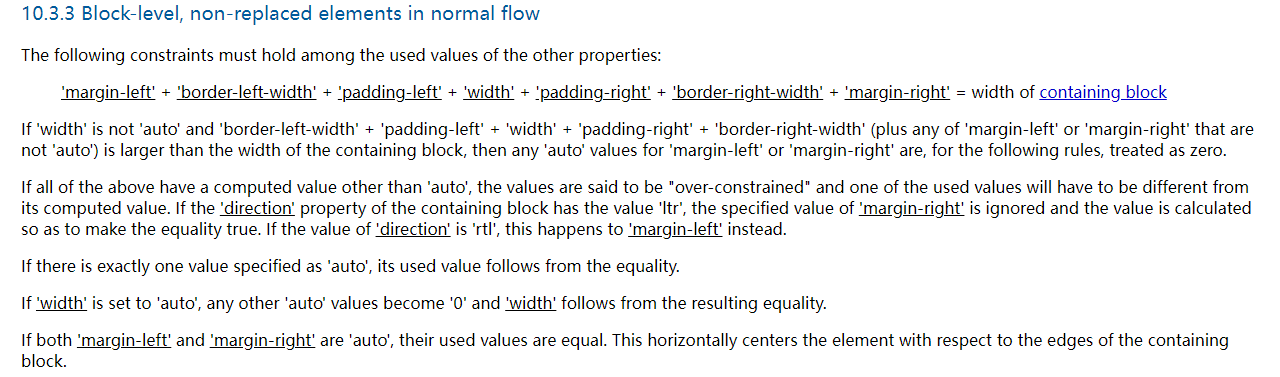 10.3.3 Block-level, non-replaced elements in normal flow
The following constraints must hold among the used values of the other properties:
'margin-left' + 'border-left-width' + 'padding-left' + 'width' + 'padding-right' + 'border-right-width' + 'margin-right' = width of containing block
If 'width' is not 'auto' and 'border-left-width' + 'padding-left' + 'width' + 'padding-right' + 'border-right-width' (plus any of 'margin-left' or 'margin-right' that are
not 'auto') is larger than the width of the containing block, then any 'auto' values for 'margin-left' or 'margin-right' are, for the following rules, treated as zero.
If all of the above have a computed value other than 'auto', the values are said to be "over-constrained" and one of the used values will have to be different from
its computed value. If the 'direction' property of the containing block has the value 'ltr', the specified value of 'margin-right' is ignored and the value is calculated
so as to make the equality true. If the value of 'direction' is 'rtl', this happens to 'margin-left' instead.
If there is exactly one value specified as 'auto', its used value follows from the equality.
If 'width' is set to 'auto', any other 'auto' values become '0' and 'width' follows from the resulting equality.
If both 'margin-left' and 'margin-right' are 'auto', their used values are equal. This horizontally centers the element with respect to the edges of the containing
block.